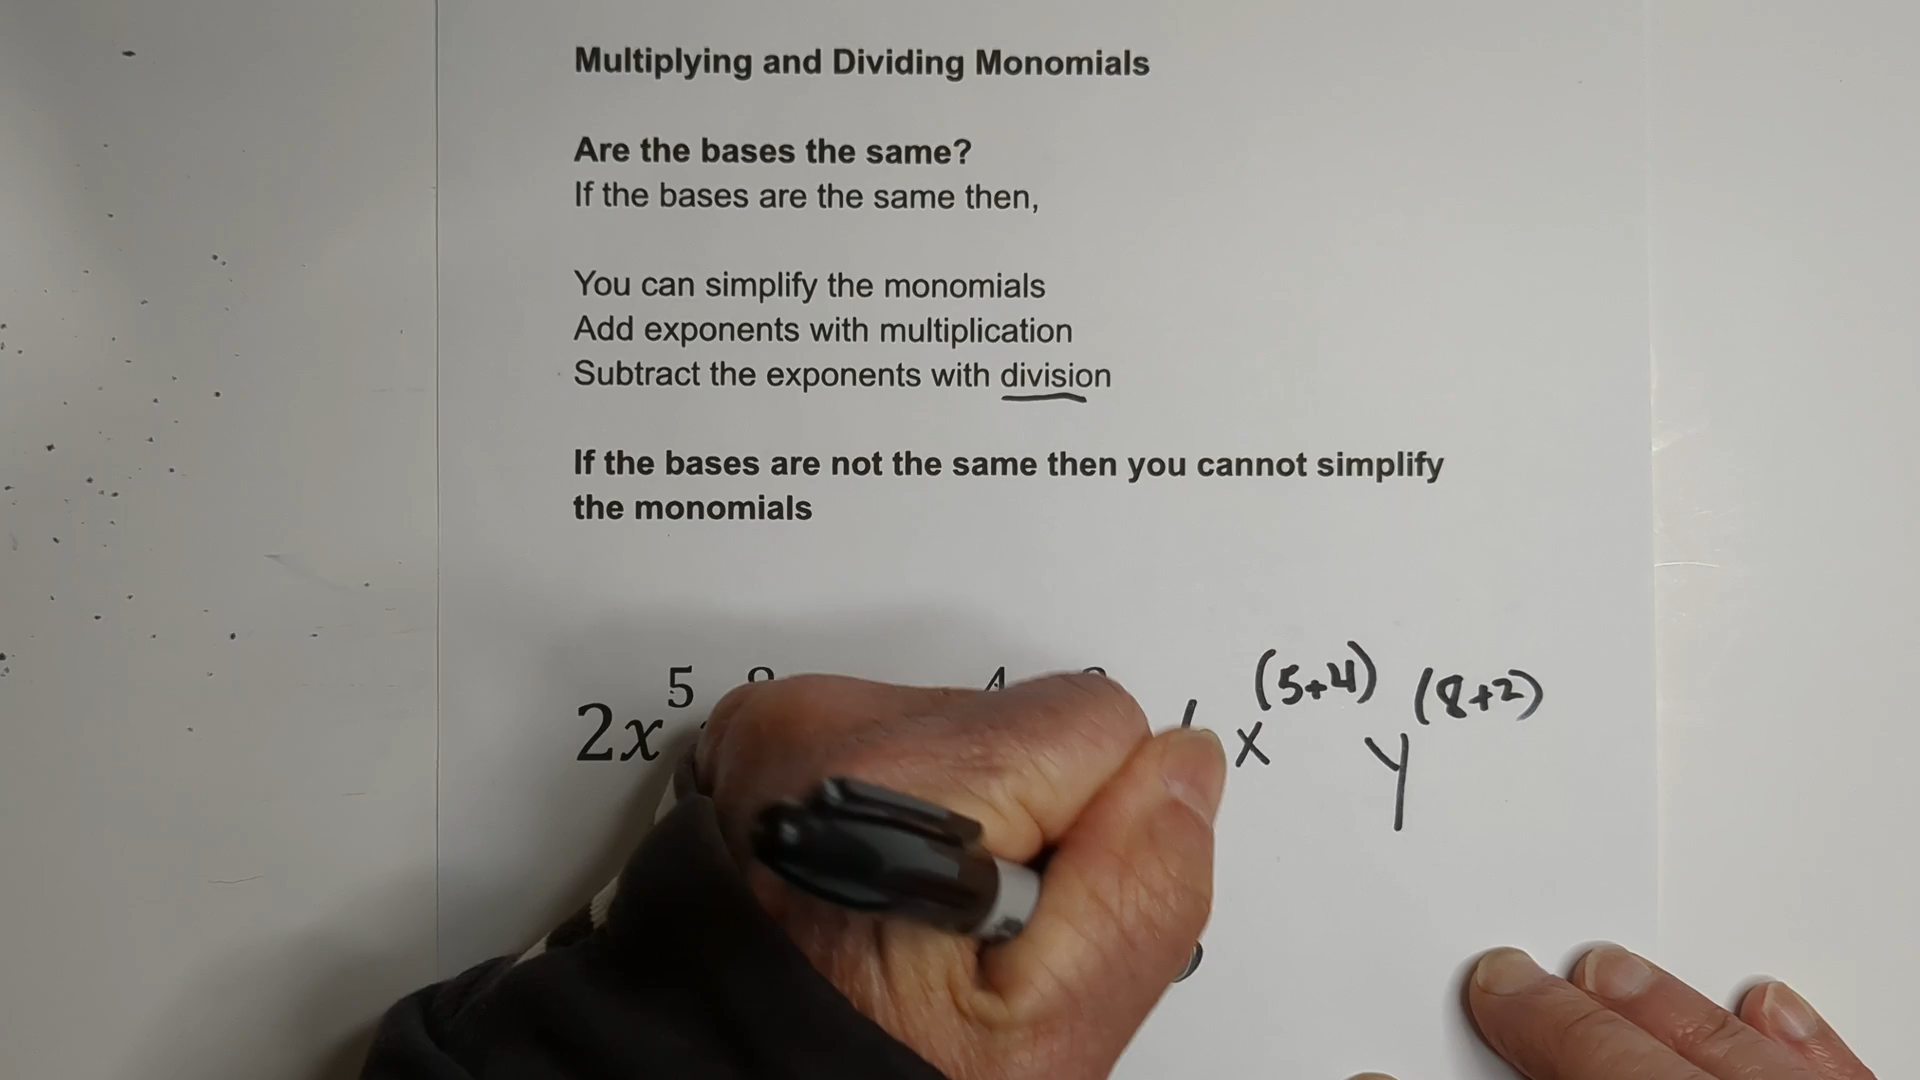 Multiplying and Dividing Monomials
Are the bases the same?
If the bases are the same then,
You can simplify the monomials
Add exponents with multiplication
Subtract the exponents with division
If the bases are not the same then you cannot simplify
the monomials
2x^5 x^(5+4) y^(8+2)